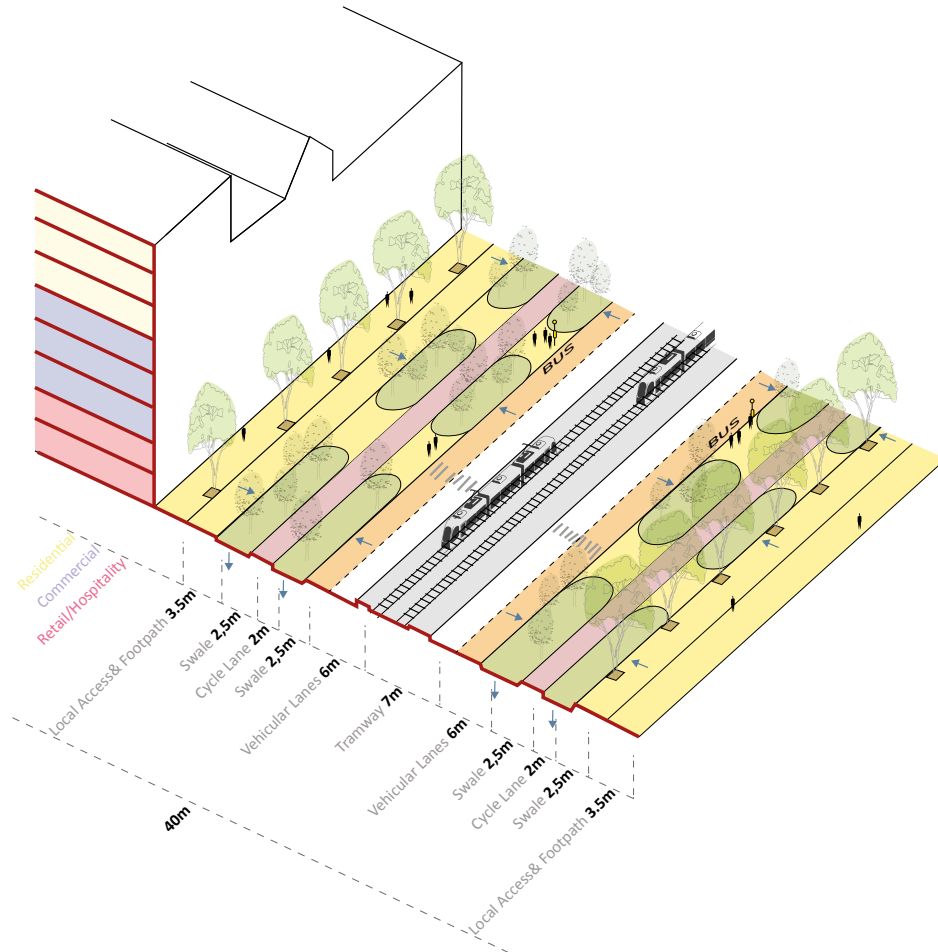 BUS
BUS
Residential
Commercial
Retail/Hospitality
Local Access& Footpath 3.5m
Swale 2,5m
Cycle Lane 2m
Swale 2,5m
Vehicular Lanes 6m
Tramway 7m
Vehicular Lanes 6m
Swale 2,5m
Cycle Lane 2m
Swale 2,5m
Local Access& Footpath 3.5m
40m